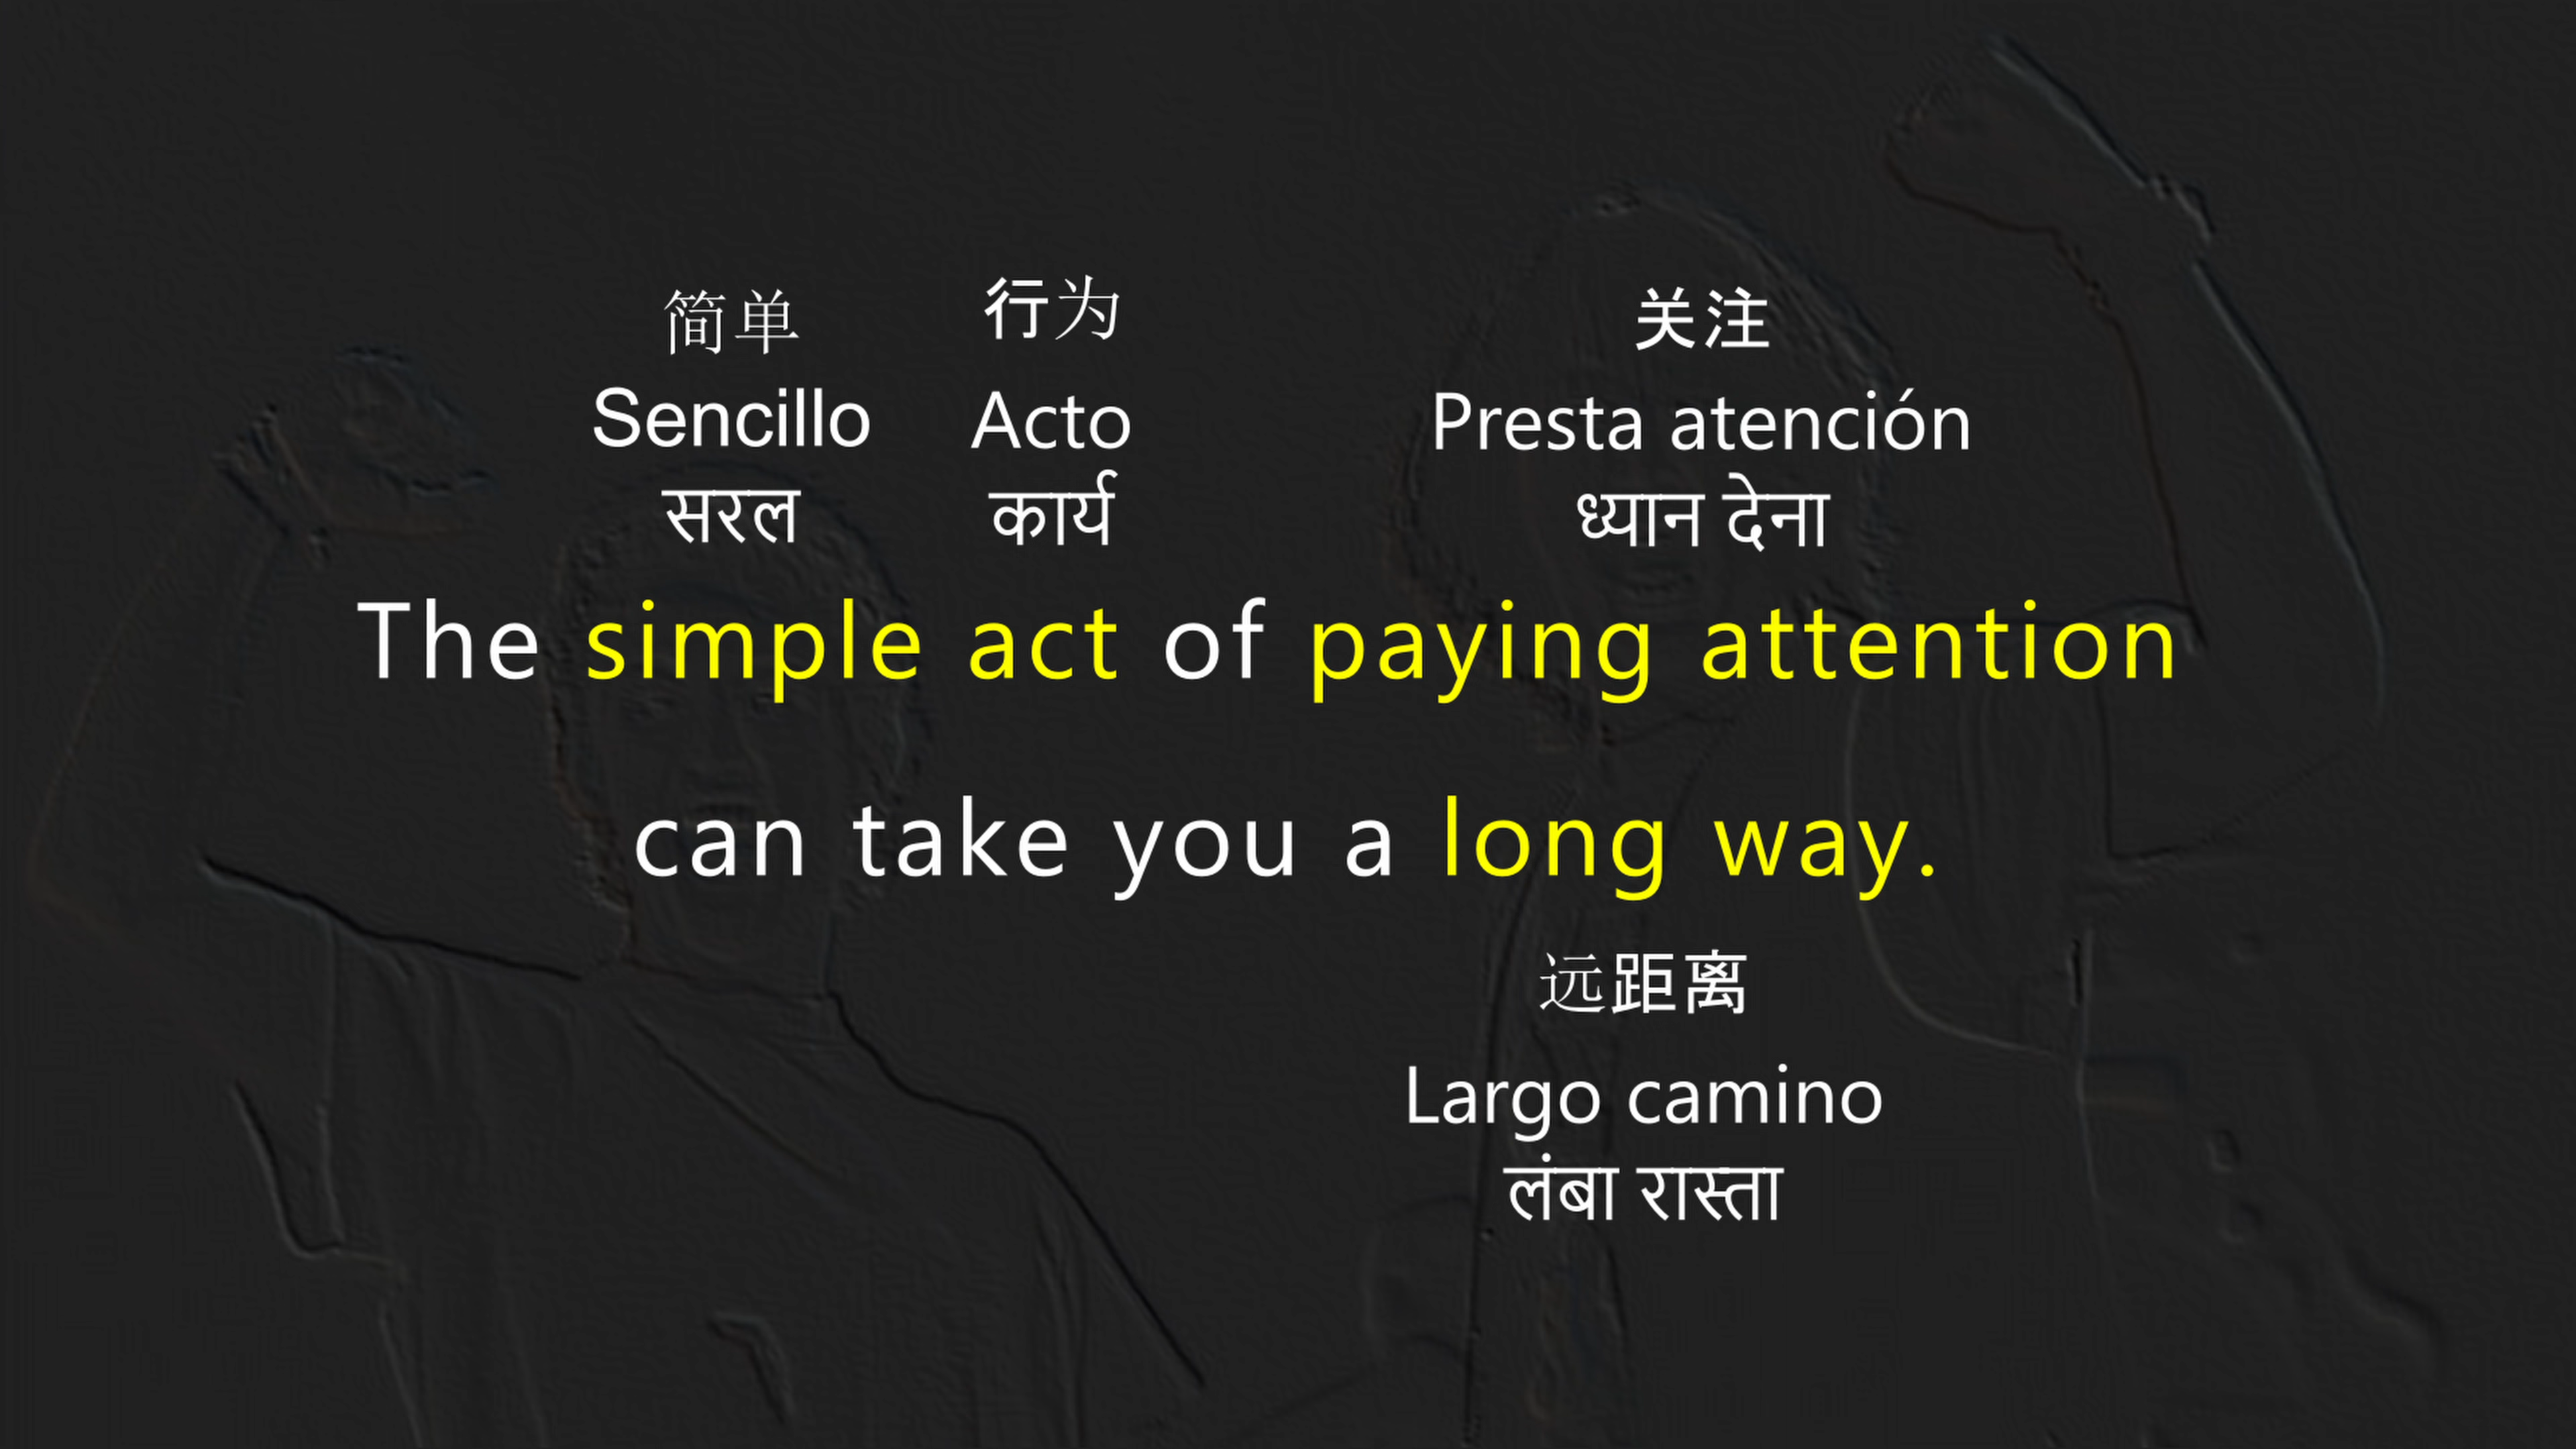 简单 行为 关注
Sencillo Acto Presta atención
सरल कार्य ध्यान देना
The simple act of paying attention
can take you a long way.
远距离
Largo camino
लंबा रास्ता